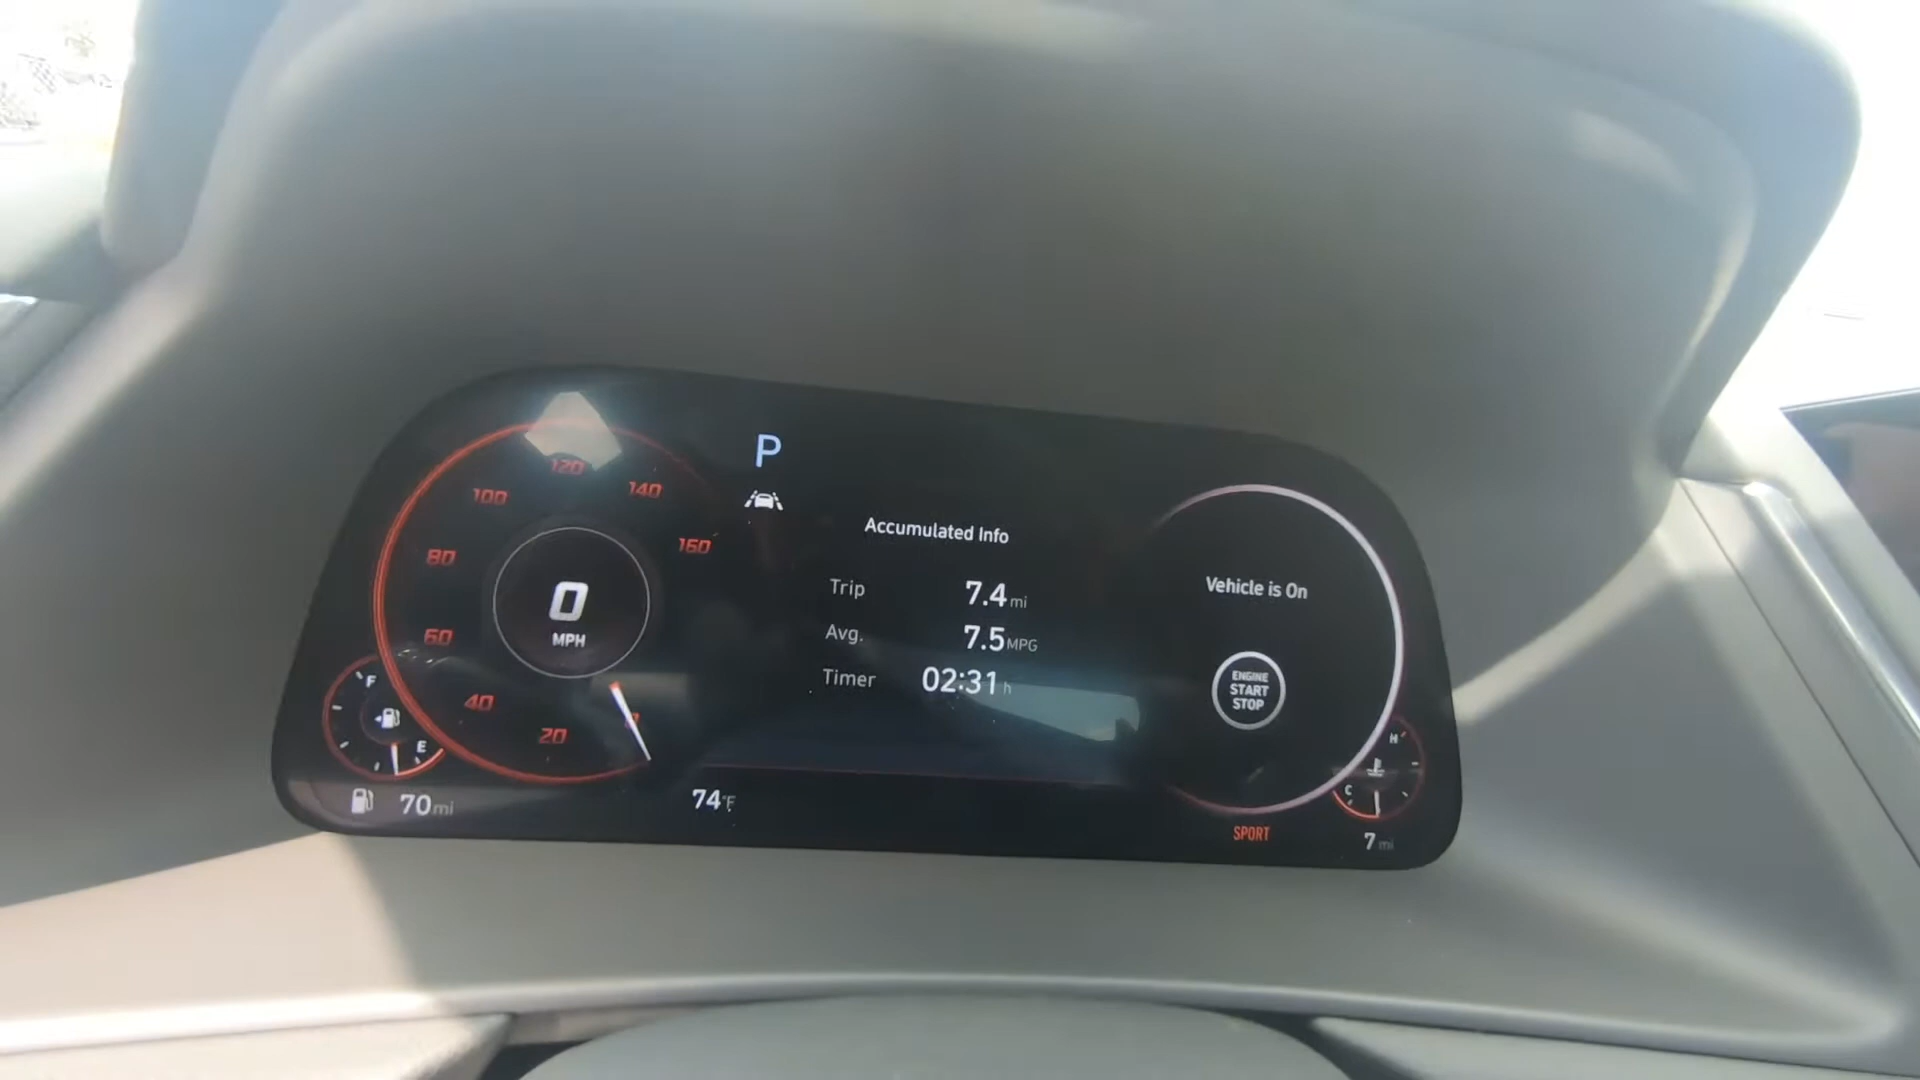 P
120
100
140
80
160
60
40
20
0
MPH
F
E
70 mi
74°F
Accumulated Info
Trip 7.4 mi
Avg. 7.5 MPG
Timer 02:31 h
Vehicle is On
ENGINE
START
STOP
H
C
SPORT
7 mi